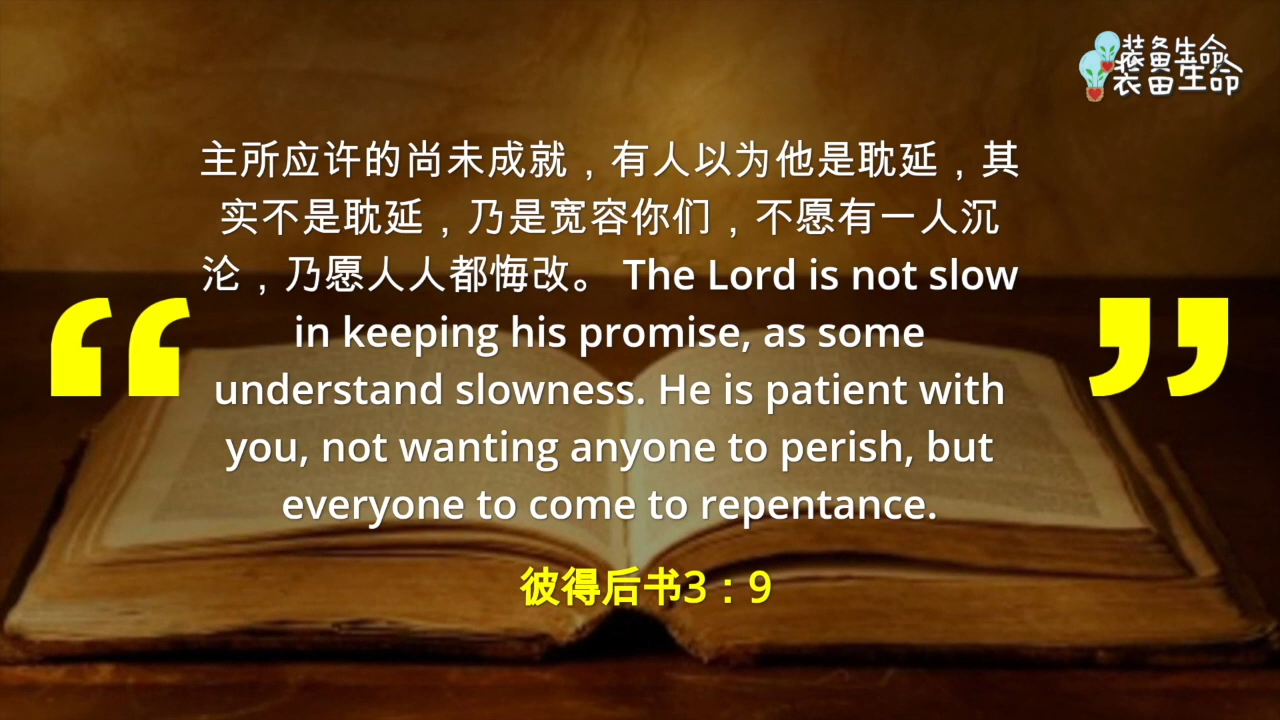 装备生命
装备生命
主所应许的尚未成就，有人以为他是耽延，其
实不是耽延，乃是宽容你们，不愿有一人沉
沦，乃愿人人都悔改。 The Lord is not slow
in keeping his promise, as some
understand slowness. He is patient with
you, not wanting anyone to perish, but
everyone to come to repentance.
彼得后书3：9